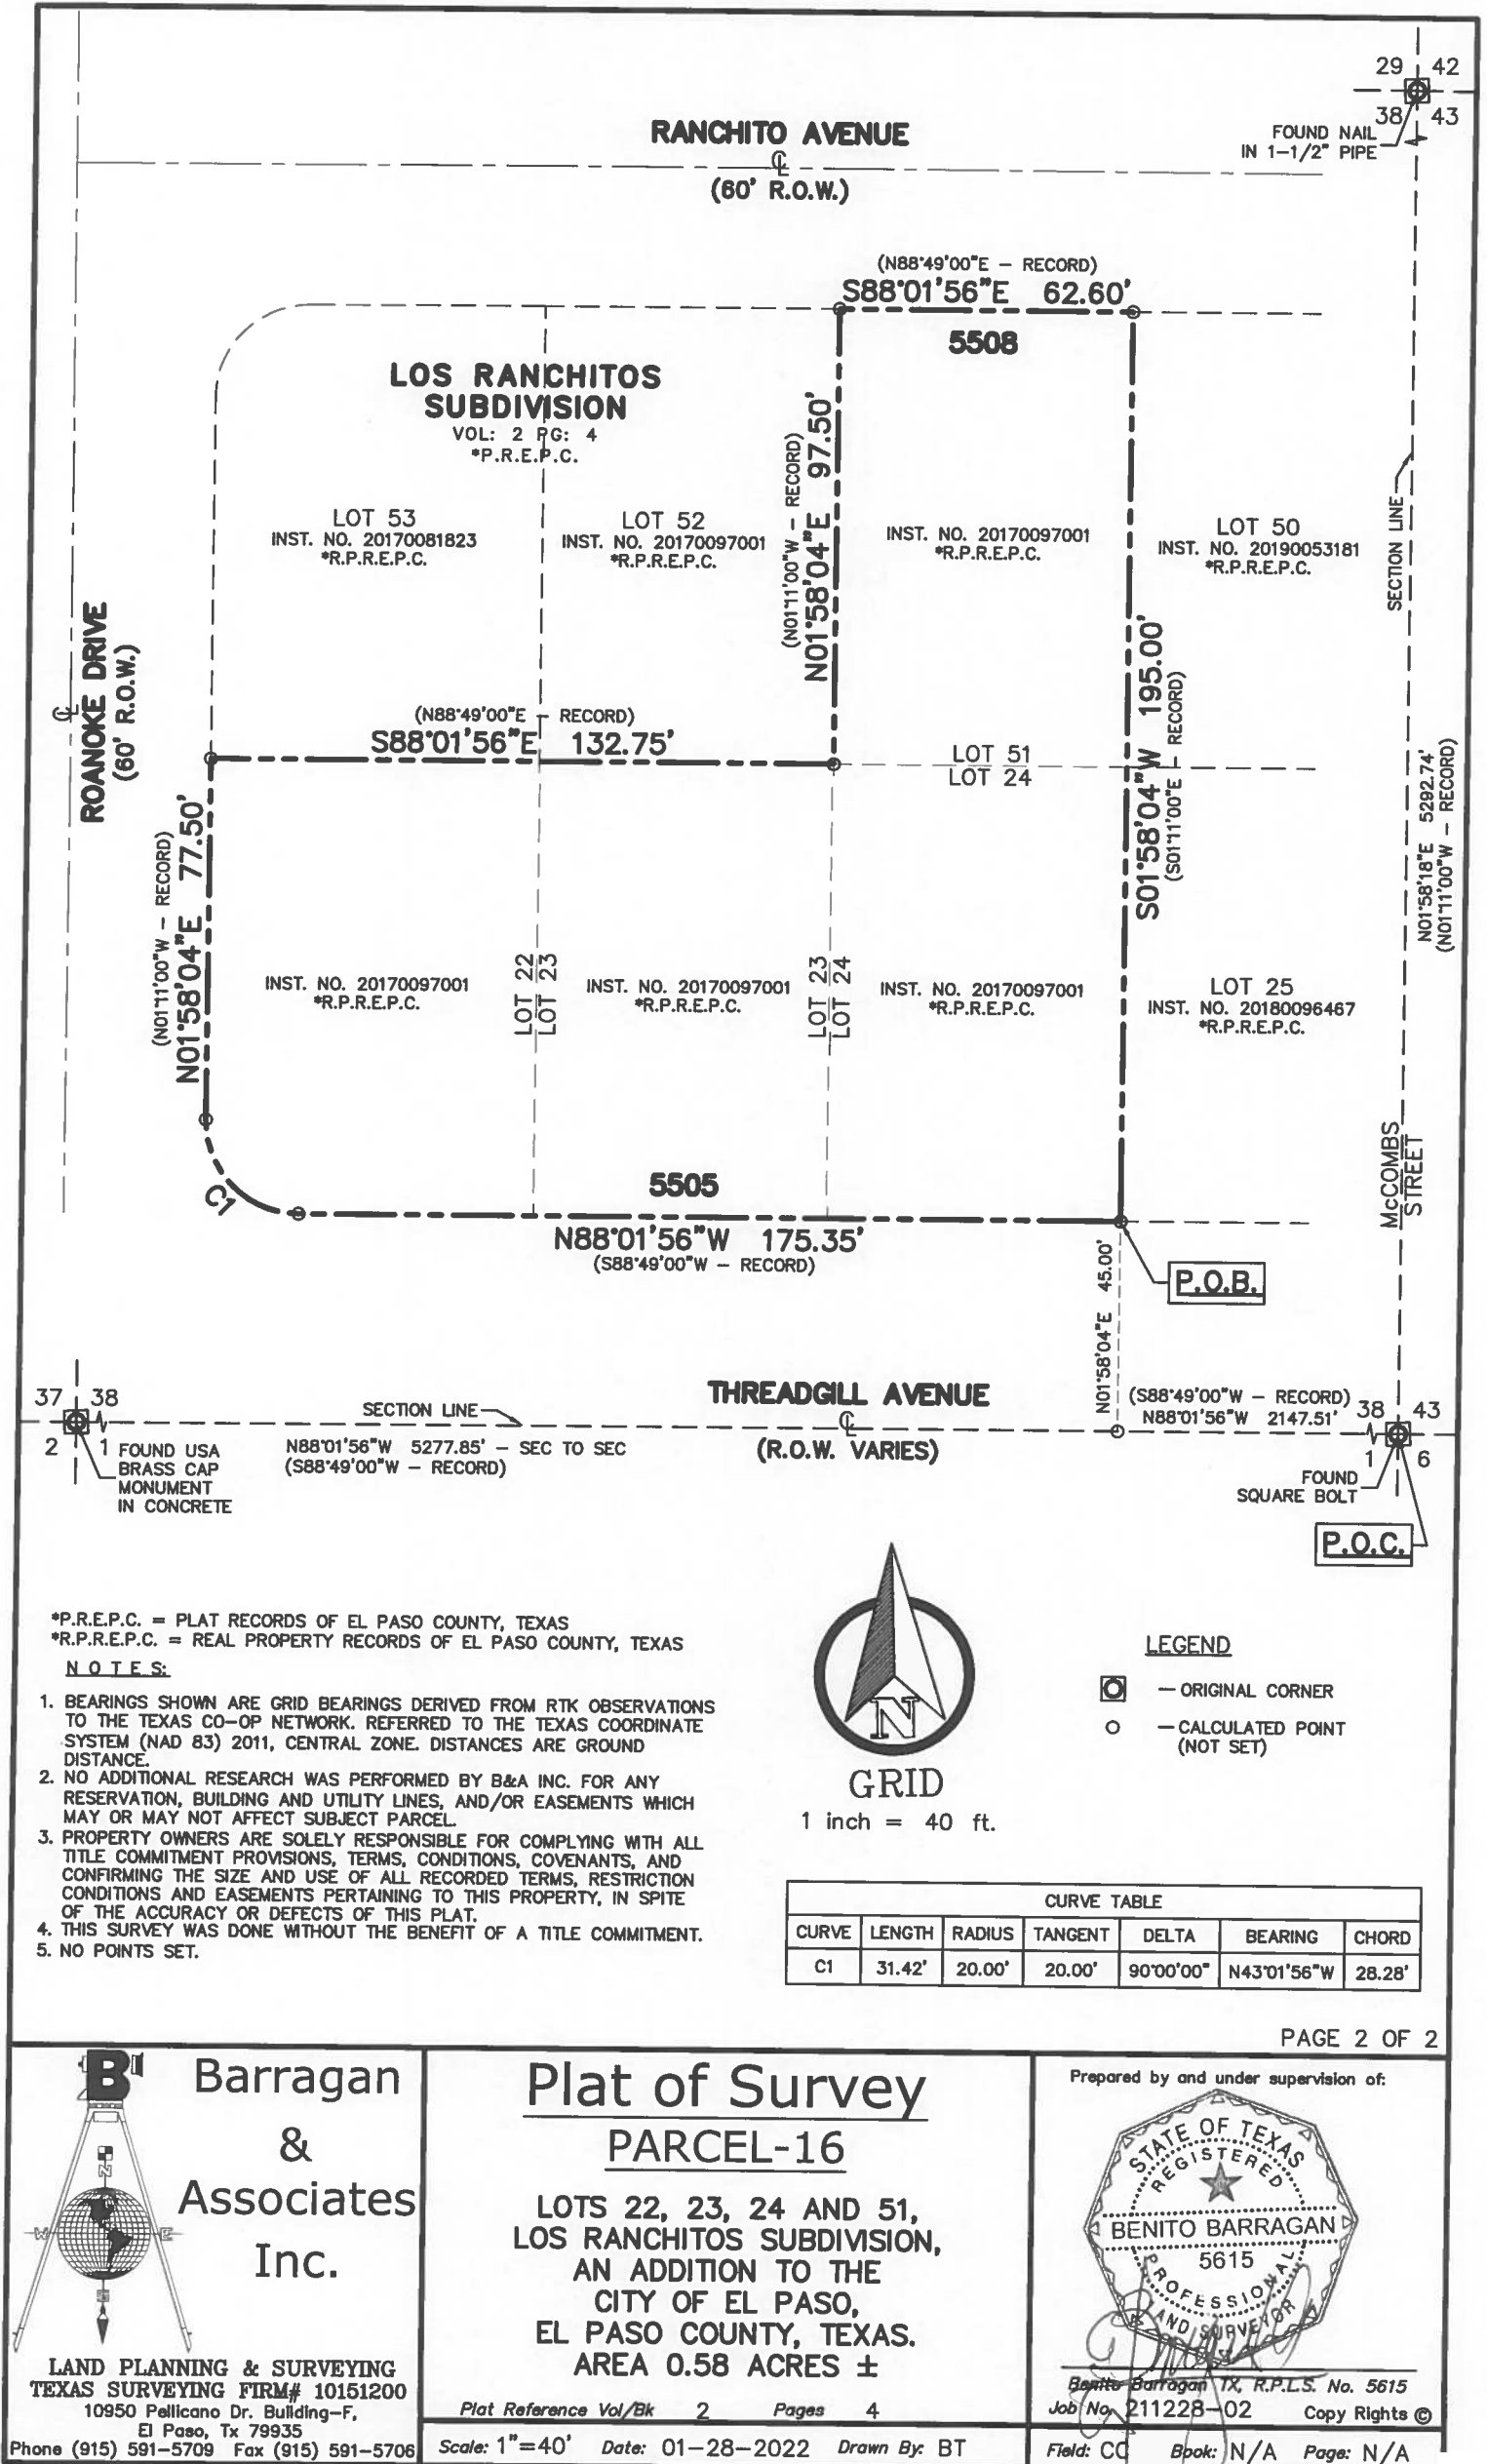 29 42
38 43
FOUND NAIL
IN 1-1/2" PIPE
RANCHITO AVENUE
℄
(60' R.O.W.)
(N88°49'00"E - RECORD)
S88°01'56"E 62.60'
5508
LOS RANCHITOS
SUBDIVISION
VOL: 2 PG: 4
*P.R.E.P.C.
(N01°11'00"W - RECORD)
N01°58'04"E 97.50'
LOT 53
INST. NO. 20170081823
*R.P.R.E.P.C.
LOT 52
INST. NO. 20170097001
*R.P.R.E.P.C.
INST. NO. 20170097001
*R.P.R.E.P.C.
LOT 50
INST. NO. 20190053181
*R.P.R.E.P.C.
SECTION LINE
℄
ROANOKE DRIVE
(60' R.O.W.)
(N88°49'00"E - RECORD)
S88°01'56"E 132.75'
LOT 51
LOT 24
S01°58'04"W 195.00'
(S01°11'00"E - RECORD)
N01°58'18"E 5292.74'
(N01°11'00"W - RECORD)
(N01°11'00"W - RECORD)
N01°58'04"E 77.50'
INST. NO. 20170097001
*R.P.R.E.P.C.
LOT 22
LOT 23
INST. NO. 20170097001
*R.P.R.E.P.C.
LOT 23
LOT 24
INST. NO. 20170097001
*R.P.R.E.P.C.
LOT 25
INST. NO. 20180096467
*R.P.R.E.P.C.
McCOMBS
STREET
C1
5505
N88°01'56"W 175.35'
(S88°49'00"W - RECORD)
P.O.B.
N01°58'04"E 45.00'
37 38
2 1
FOUND USA
BRASS CAP
MONUMENT
IN CONCRETE
SECTION LINE
N88°01'56"W 5277.85' - SEC TO SEC
(S88°49'00"W - RECORD)
THREADGILL AVENUE
℄
(R.O.W. VARIES)
(S88°49'00"W - RECORD)
N88°01'56"W 2147.51'
38 43
1 6
FOUND
SQUARE BOLT
P.O.C.
*P.R.E.P.C. = PLAT RECORDS OF EL PASO COUNTY, TEXAS
*R.P.R.E.P.C. = REAL PROPERTY RECORDS OF EL PASO COUNTY, TEXAS
NOTES:
1. BEARINGS SHOWN ARE GRID BEARINGS DERIVED FROM RTK OBSERVATIONS
TO THE TEXAS CO-OP NETWORK. REFERRED TO THE TEXAS COORDINATE
SYSTEM (NAD 83) 2011, CENTRAL ZONE. DISTANCES ARE GROUND
DISTANCE.
2. NO ADDITIONAL RESEARCH WAS PERFORMED BY B&A INC. FOR ANY
RESERVATION, BUILDING AND UTILITY LINES, AND/OR EASEMENTS WHICH
MAY OR MAY NOT AFFECT SUBJECT PARCEL.
3. PROPERTY OWNERS ARE SOLELY RESPONSIBLE FOR COMPLYING WITH ALL
TITLE COMMITMENT PROVISIONS, TERMS, CONDITIONS, COVENANTS, AND
CONFIRMING THE SIZE AND USE OF ALL RECORDED TERMS, RESTRICTION
CONDITIONS AND EASEMENTS PERTAINING TO THIS PROPERTY, IN SPITE
OF THE ACCURACY OR DEFECTS OF THIS PLAT.
4. THIS SURVEY WAS DONE WITHOUT THE BENEFIT OF A TITLE COMMITMENT.
5. NO POINTS SET.
N
GRID
1 inch = 40 ft.
LEGEND
- ORIGINAL CORNER
- CALCULATED POINT
(NOT SET)
CURVE TABLE
CURVE LENGTH RADIUS TANGENT DELTA BEARING CHORD
C1 31.42' 20.00' 20.00' 90°00'00" N43°01'56"W 28.28'
PAGE 2 OF 2
B
N
W E
S
Barragan
&
Associates
Inc.
LAND PLANNING & SURVEYING
TEXAS SURVEYING FIRM# 10151200
10950 Pellicano Dr. Building-F,
El Paso, Tx 79935
Phone (915) 591-5709 Fax (915) 591-5706
Plat of Survey
PARCEL-16
LOTS 22, 23, 24 AND 51,
LOS RANCHITOS SUBDIVISION,
AN ADDITION TO THE
CITY OF EL PASO,
EL PASO COUNTY, TEXAS.
AREA 0.58 ACRES ±
Plat Reference Vol/Bk 2 Pages 4
Scale: 1"=40' Date: 01-28-2022 Drawn By: BT
Prepared by and under supervision of:
STATE OF TEXAS
REGISTERED
BENITO BARRAGAN
5615
PROFESSIONAL
LAND SURVEYOR
Benito Barragan TX, R.P.L.S. No. 5615
Job No. 211228-02 Copy Rights ©
Field: CC Book: N/A Page: N/A